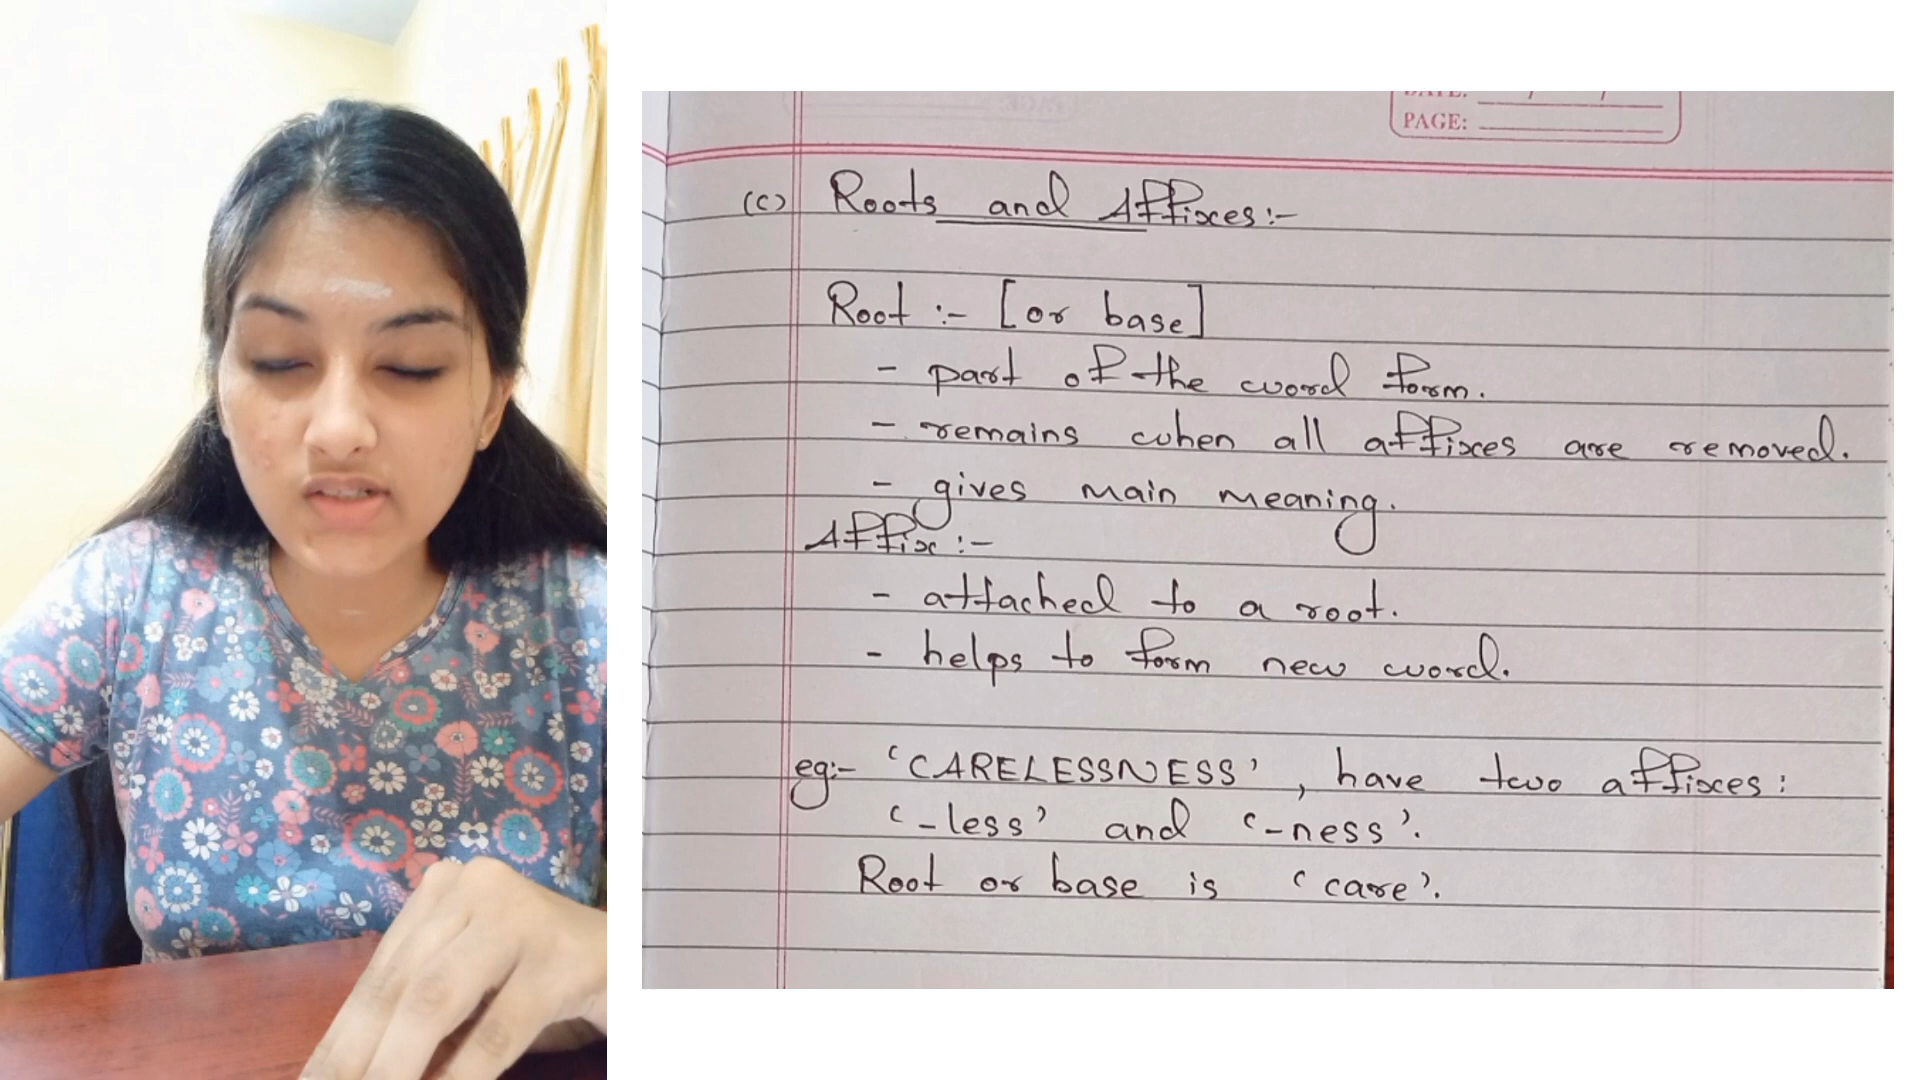 PAGE:
(c) Roots and Affixes:-
Root :- [or base]
- part of the word form.
- remains when all affixes are removed.
- gives main meaning.
Affix :-
- attached to a root.
- helps to form new word.
eg:- 'CARELESSNESS', have two affixes:
'-less' and '-ness'.
Root or base is 'care'.